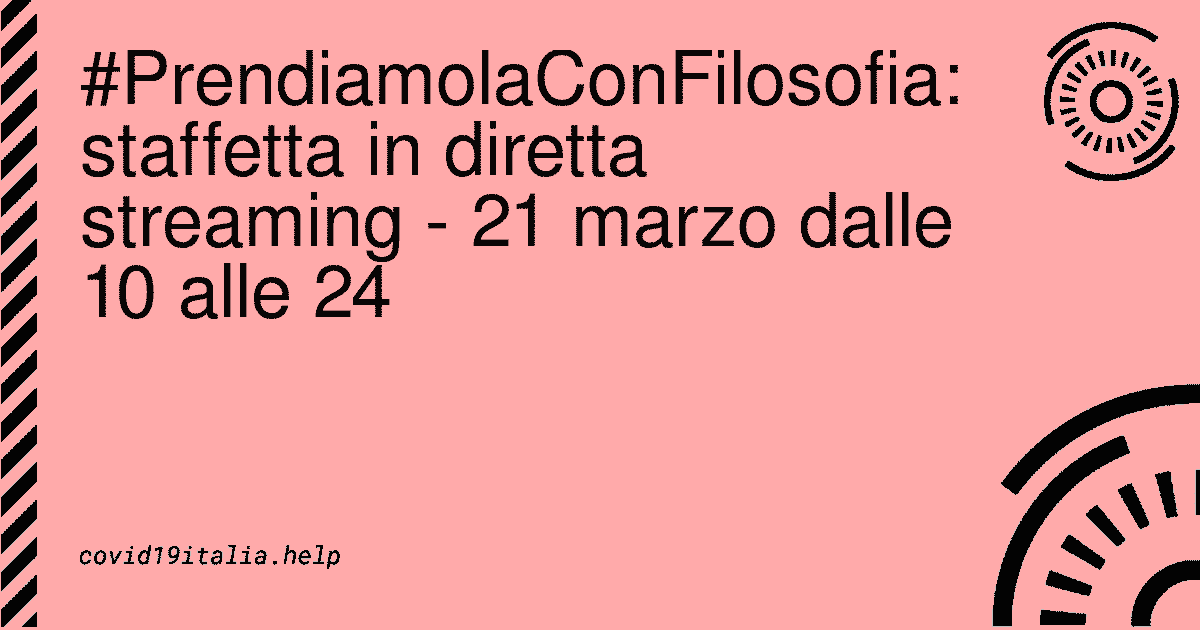 #PrendiamolaConFilosofia:
staffetta in diretta
streaming - 21 marzo dalle
10 alle 24
covid19italia.help